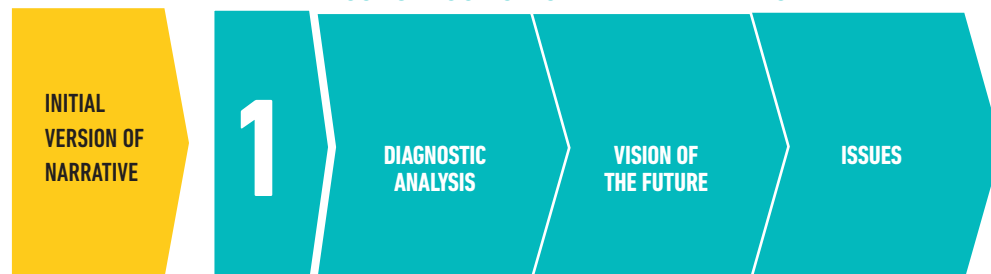 INITIAL
VERSION OF
NARRATIVE
1
DIAGNOSTIC
ANALYSIS
VISION OF
THE FUTURE
ISSUES